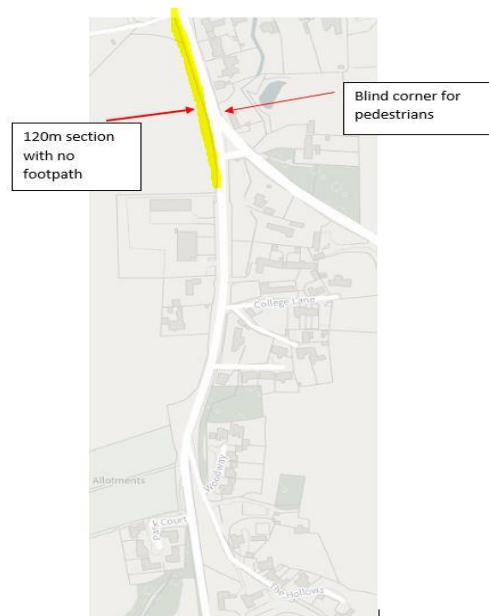 Blind corner for
pedestrians
120m section
with no
footpath
College Lane
Allotments
Woodway
Park Court
The Hollows